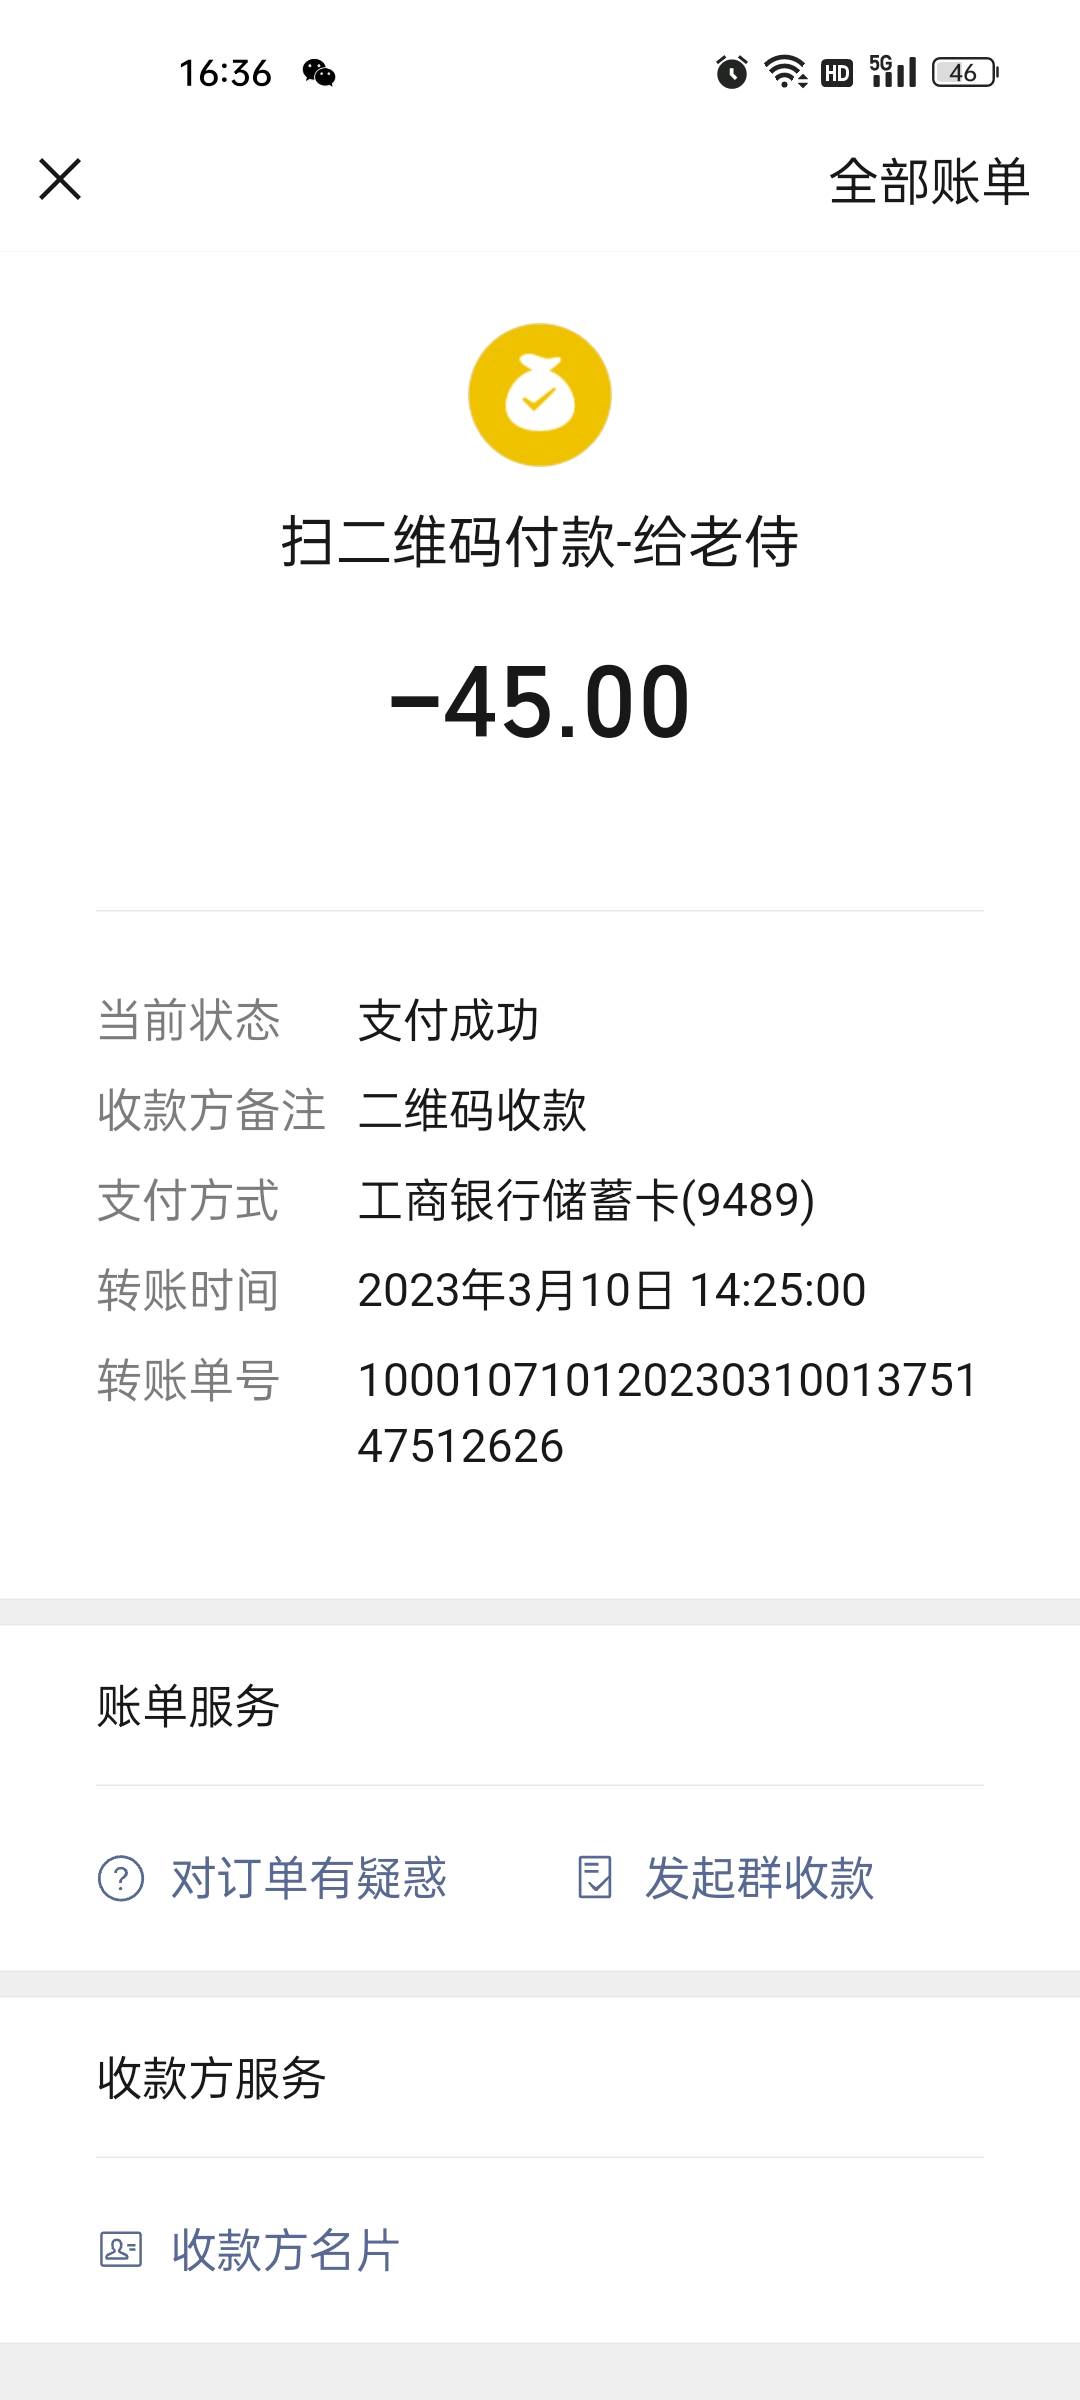 16:36
HD 5G 46
全部账单
扫二维码付款-给老侍
-45.00
当前状态 支付成功
收款方备注 二维码收款
支付方式 工商银行储蓄卡(9489)
转账时间 2023年3月10日 14:25:00
转账单号 100010710120230310013751
47512626
账单服务
对订单有疑惑 发起群收款
收款方服务
收款方名片